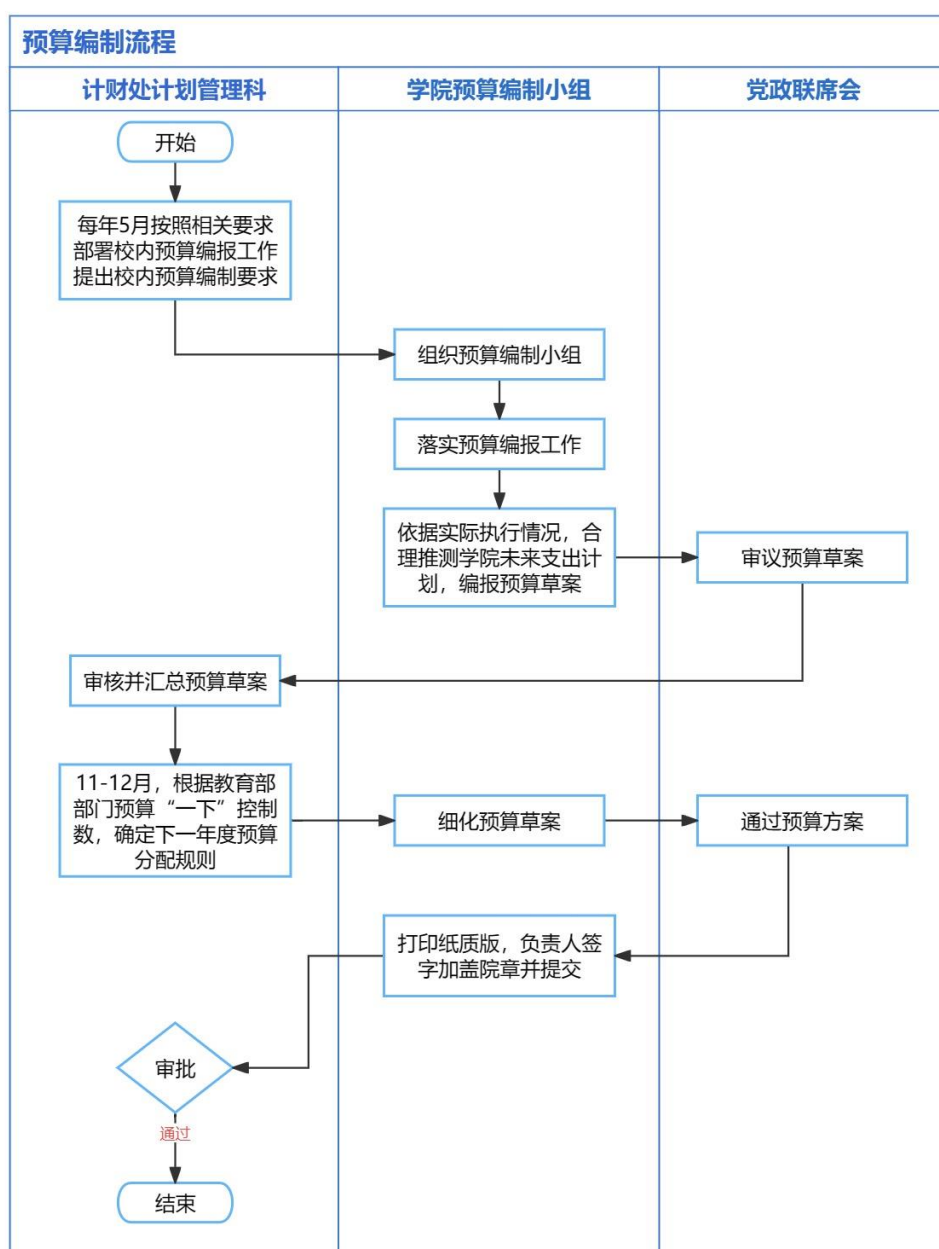 预算编制流程
计财处计划管理科
学院预算编制小组
党政联席会
开始
每年5月按照相关要求
部署校内预算编报工作
提出校内预算编制要求
组织预算编制小组
落实预算编报工作
依据实际执行情况，合
理推测学院未来支出计
划，编报预算草案
审议预算草案
审核并汇总预算草案
11-12月，根据教育部
部门预算“一下”控制
数，确定下一年度预算
分配规则
细化预算草案
通过预算方案
打印纸质版，负责人签
字加盖院章并提交
审批
通过
结束